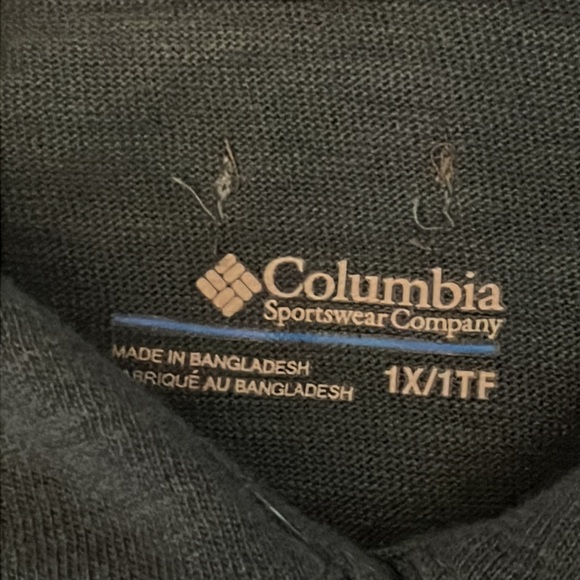 Columbia
Sportswear Company
MADE IN BANGLADESH
FABRIQUÉ AU BANGLADESH
1X/1TF